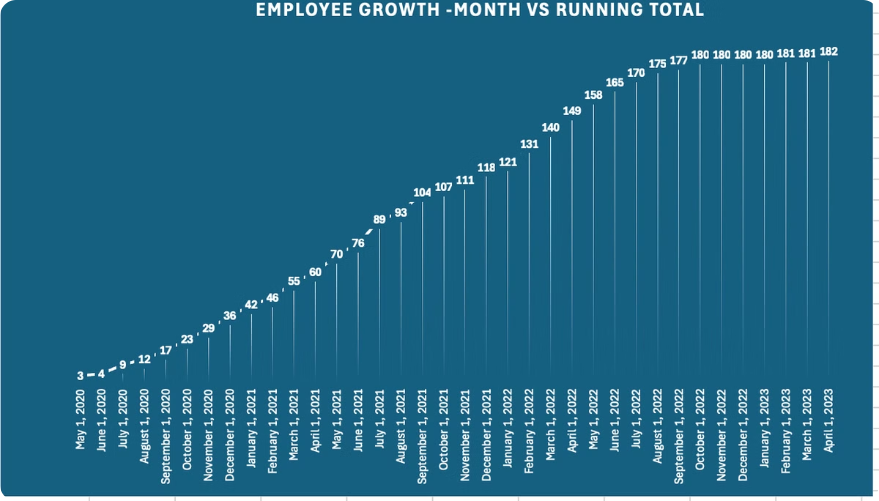 EMPLOYEE GROWTH -MONTH VS RUNNING TOTAL
3
4
9
12
17
23
29
36
42
46
55
60
70
76
89
93
104
107
111
118
121
131
140
149
158
165
170
175
177
180
180
180
180
181
181
182
May 1, 2020
June 1, 2020
July 1, 2020
August 1, 2020
September 1, 2020
October 1, 2020
November 1, 2020
December 1, 2020
January 1, 2021
February 1, 2021
March 1, 2021
April 1, 2021
May 1, 2021
June 1, 2021
July 1, 2021
August 1, 2021
September 1, 2021
October 1, 2021
November 1, 2021
December 1, 2021
January 1, 2022
February 1, 2022
March 1, 2022
April 1, 2022
May 1, 2022
June 1, 2022
July 1, 2022
August 1, 2022
September 1, 2022
October 1, 2022
November 1, 2022
December 1, 2022
January 1, 2023
February 1, 2023
March 1, 2023
April 1, 2023